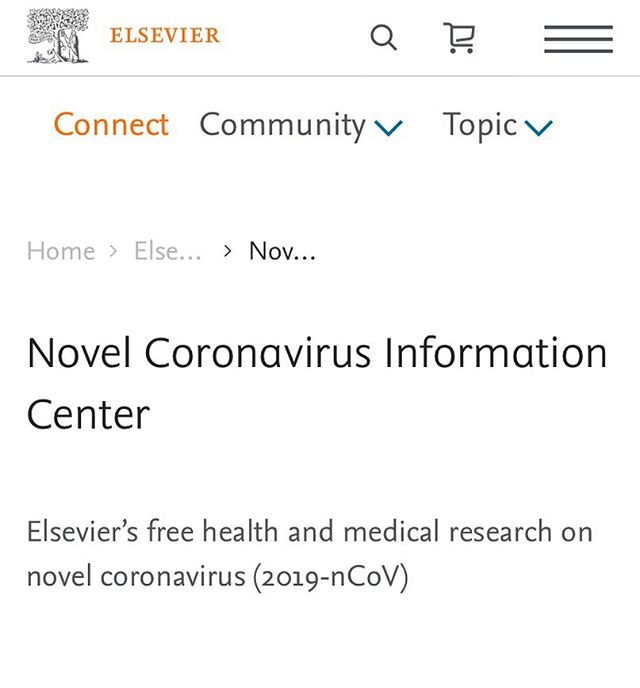 ELSEVIER
Connect Community Topic
Home > Else... > Nov...
Novel Coronavirus Information
Center
Elsevier’s free health and medical research on
novel coronavirus (2019-nCoV)